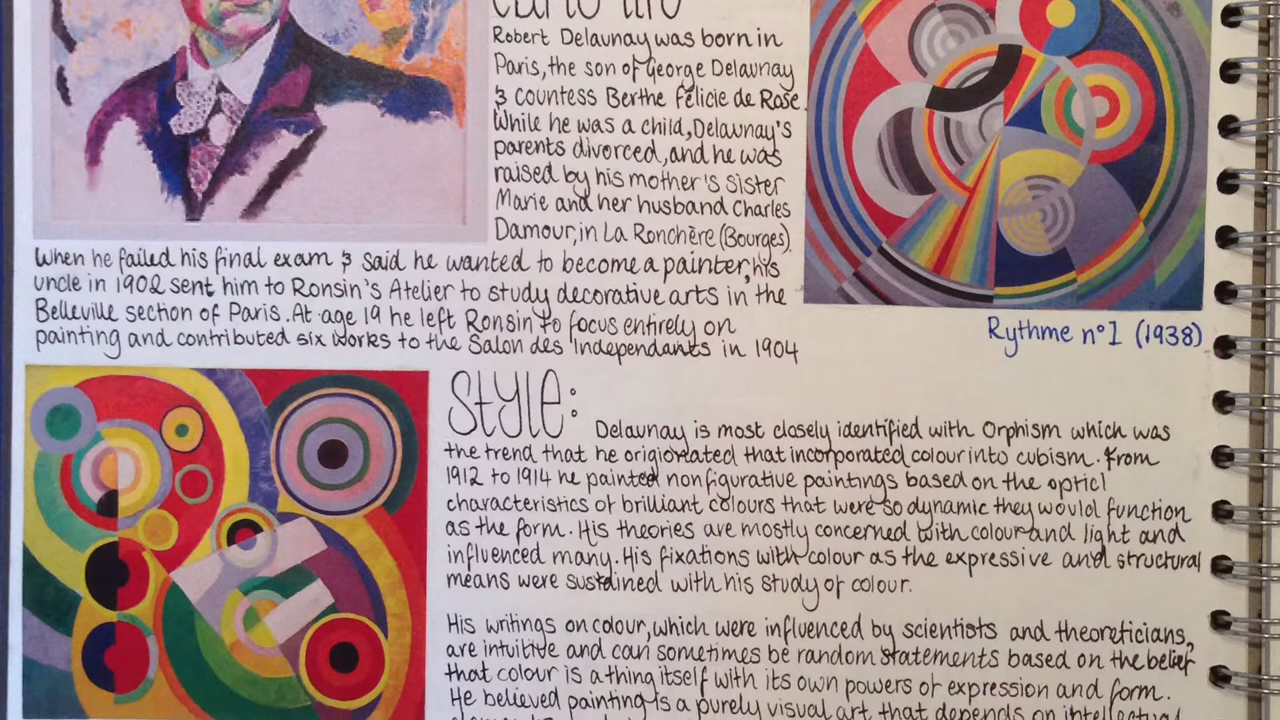 Early life
Robert Delaunay was born in
Paris, the son of George Delaunay
& countess Berthe Félicie de Rose.
While he was a child, Delaunay's
parents divorced, and he was
raised by his mother's sister
Marie and her husband Charles
Damour, in La Ronchère (Bourges).
When he failed his final exam & said he wanted to become a painter, his
uncle in 1902 sent him to Ronsin's Atelier to study decorative arts in the
Belleville section of Paris. At age 19 he left Ronsin to focus entirely on
painting and contributed six works to the Salon des Independants in 1904
Rythme n°1 (1938)
Style:
Delaunay is most closely identified with Orphism which was
the trend that he origionated that incorporated colour into cubism. From
1912 to 1914 he painted nonfigurative paintings based on the opticl
characteristics of brilliant colours that were so dynamic they would function
as the form. His theories are mostly concerned with colour and light and
influenced many. His fixations with colour as the expressive and structural
means were sustained with his study of colour.
His writings on colour, which were influenced by scientists and theoreticians,
are intuitive and can sometimes be random statements based on the belief
that colour is a thing itself with its own powers of expression and form.
He believed painting is a purely visual art that depends on intellectual